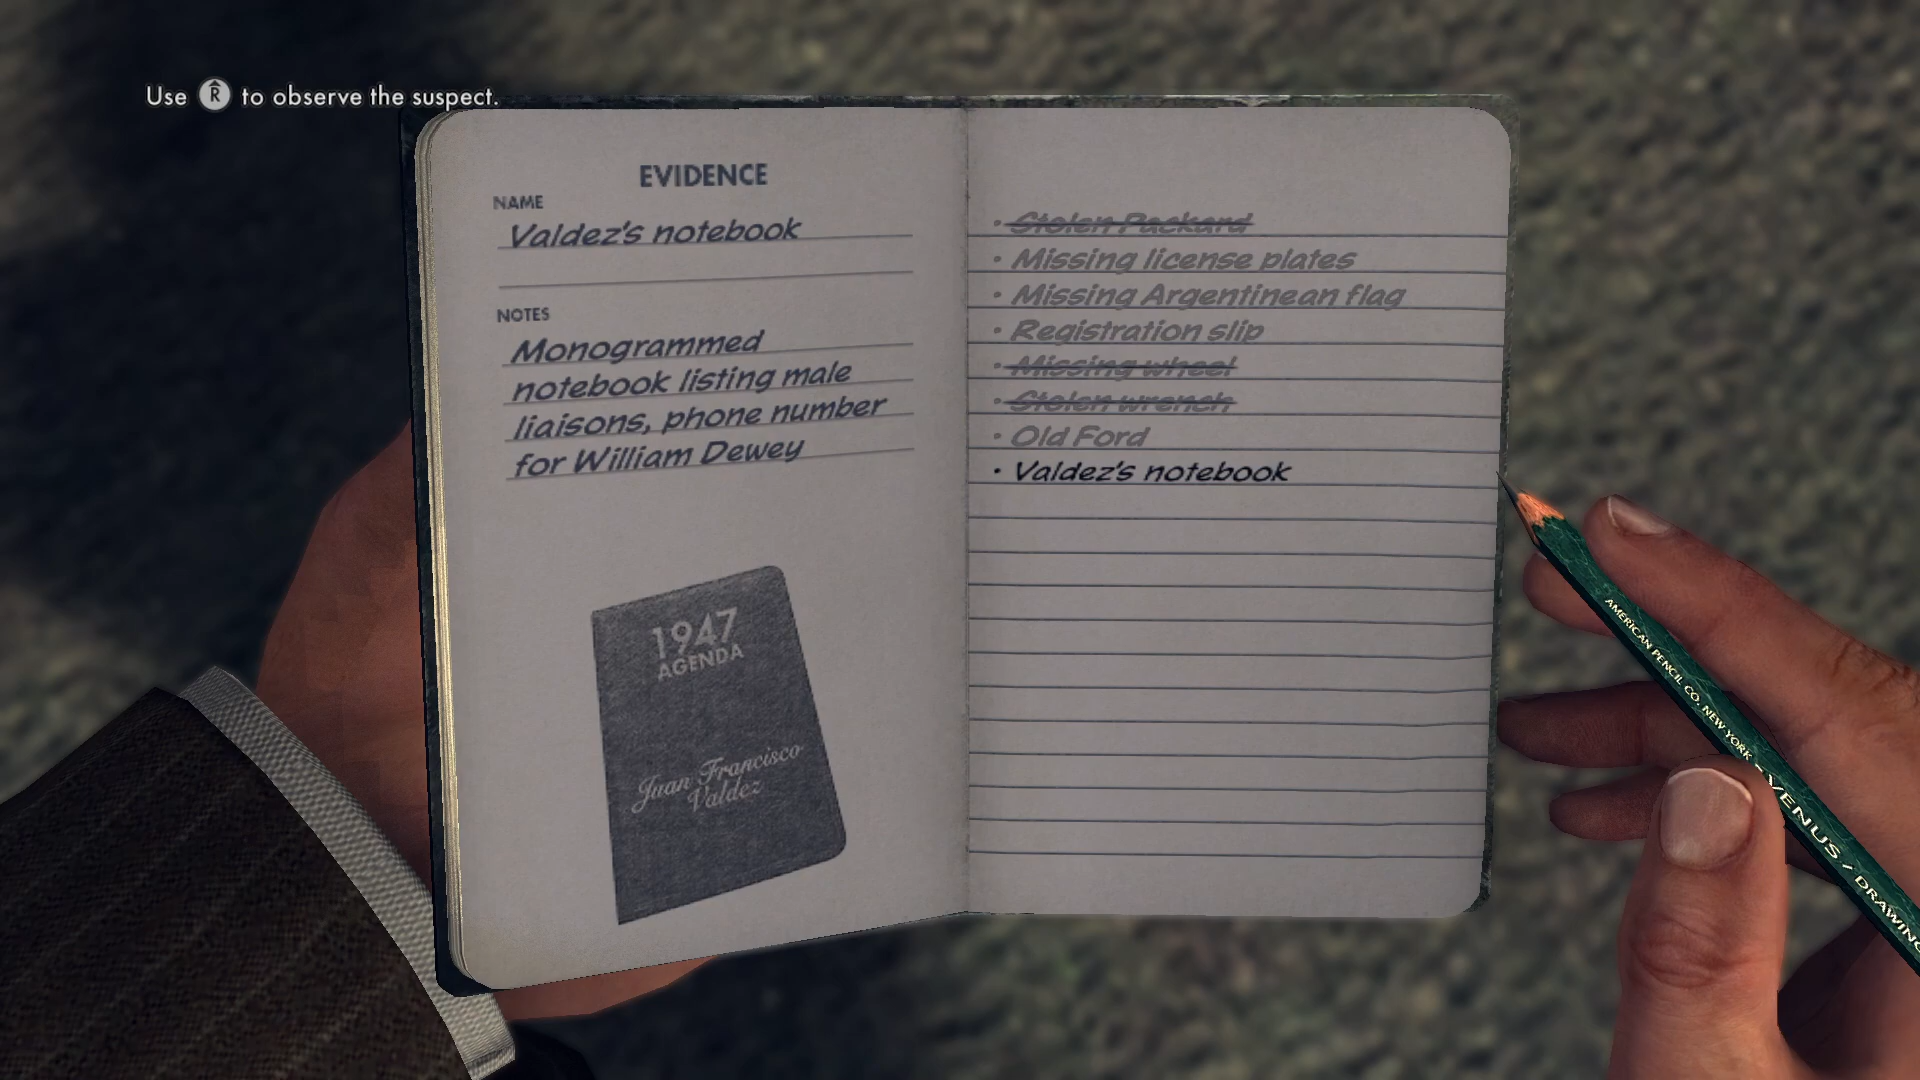 Use R to observe the suspect.
EVIDENCE
NAME
Valdez's notebook
NOTES
Monogrammed
notebook listing male
liaisons, phone number
for William Dewey
1947
AGENDA
Juan Francisco
Valdez
• Stolen Packard
• Missing license plates
• Missing Argentinean flag
• Registration slip
• Missing wheel
• Stolen wrench
• Old Ford
• Valdez's notebook
AMERICAN PENCIL CO. NEW-YORK VENUS / DRAWING